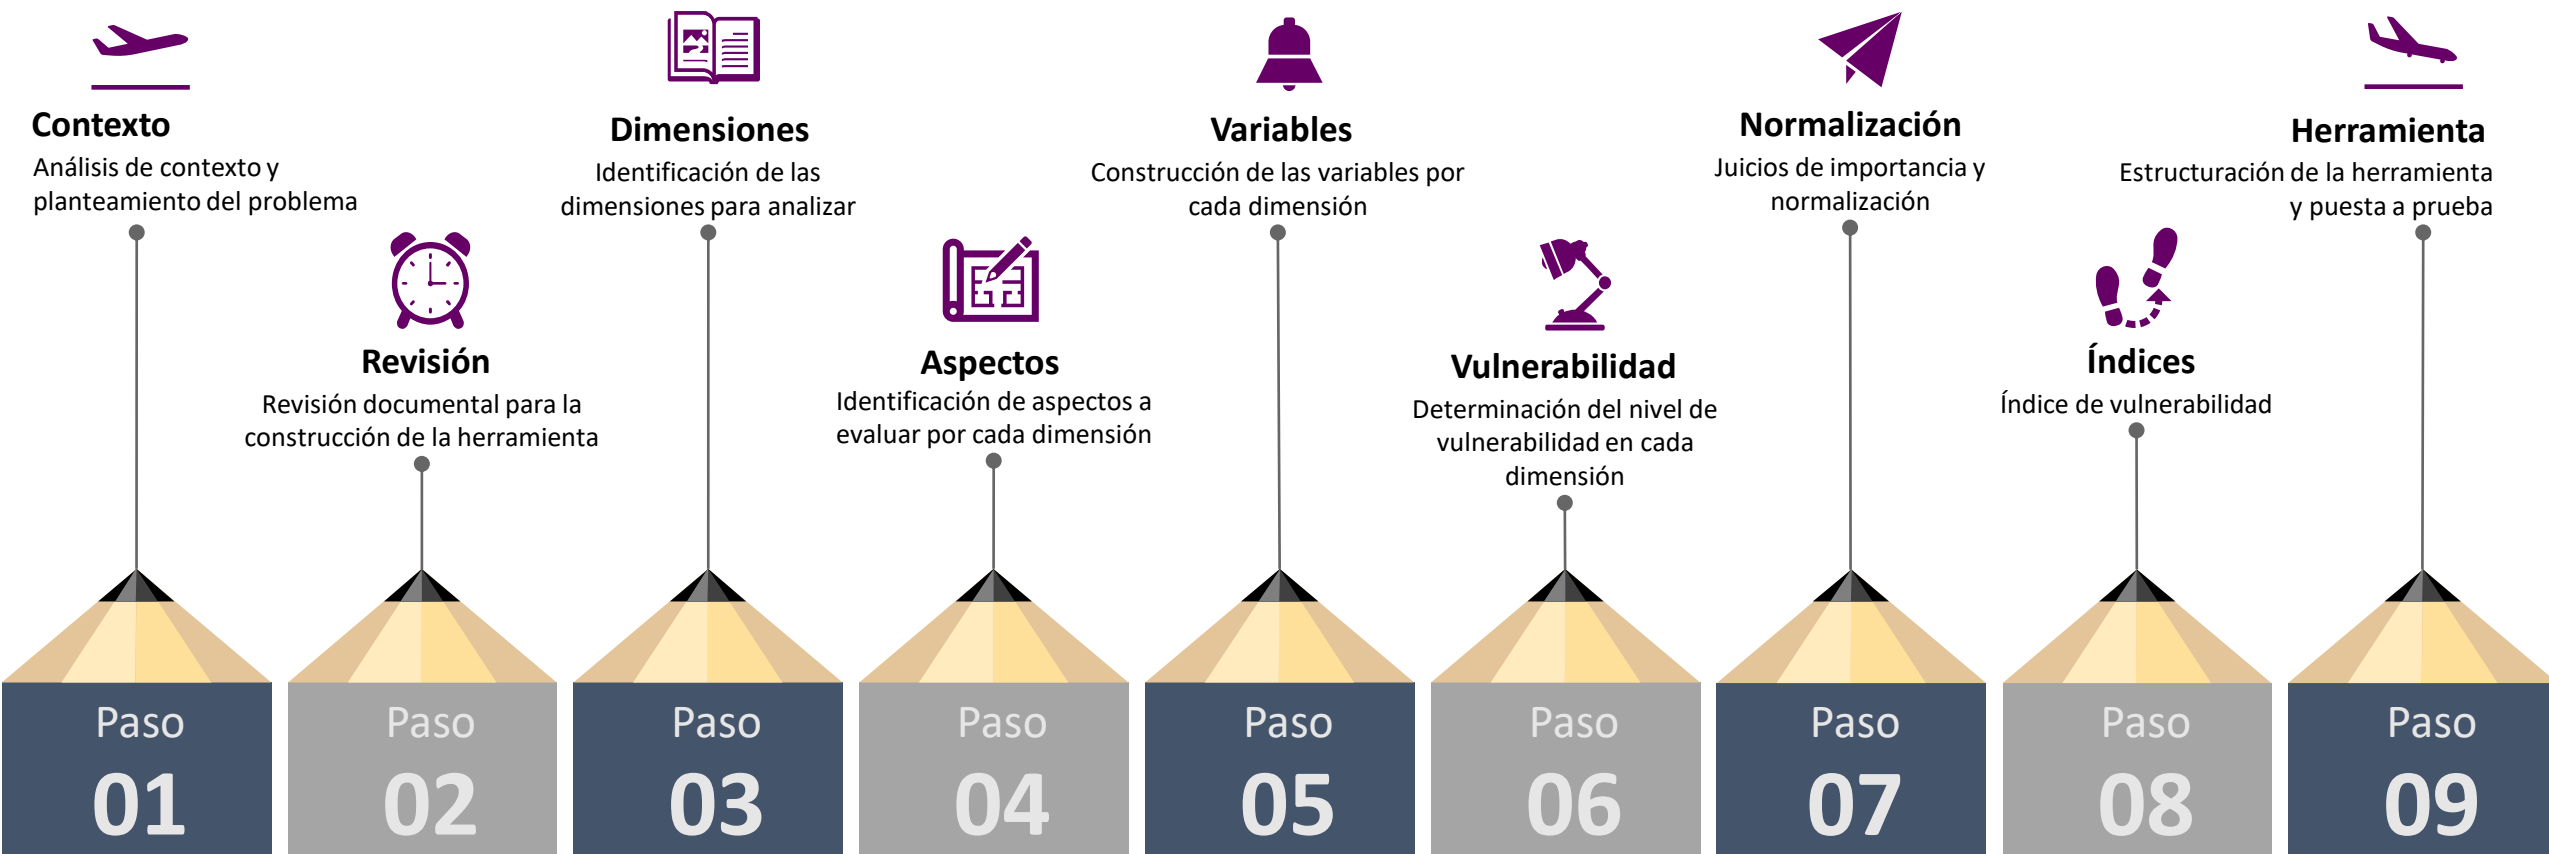 Contexto
Análisis de contexto y
planteamiento del problema
Revisión
Revisión documental para la
construcción de la herramienta
Dimensiones
Identificación de las
dimensiones para analizar
Aspectos
Identificación de aspectos a
evaluar por cada dimensión
Variables
Construcción de las variables por
cada dimensión
Vulnerabilidad
Determinación del nivel de
vulnerabilidad en cada
dimensión
Normalización
Juicios de importancia y
normalización
Índices
Índice de vulnerabilidad
Herramienta
Estructuración de la herramienta
y puesta a prueba
Paso
01
Paso
02
Paso
03
Paso
04
Paso
05
Paso
06
Paso
07
Paso
08
Paso
09